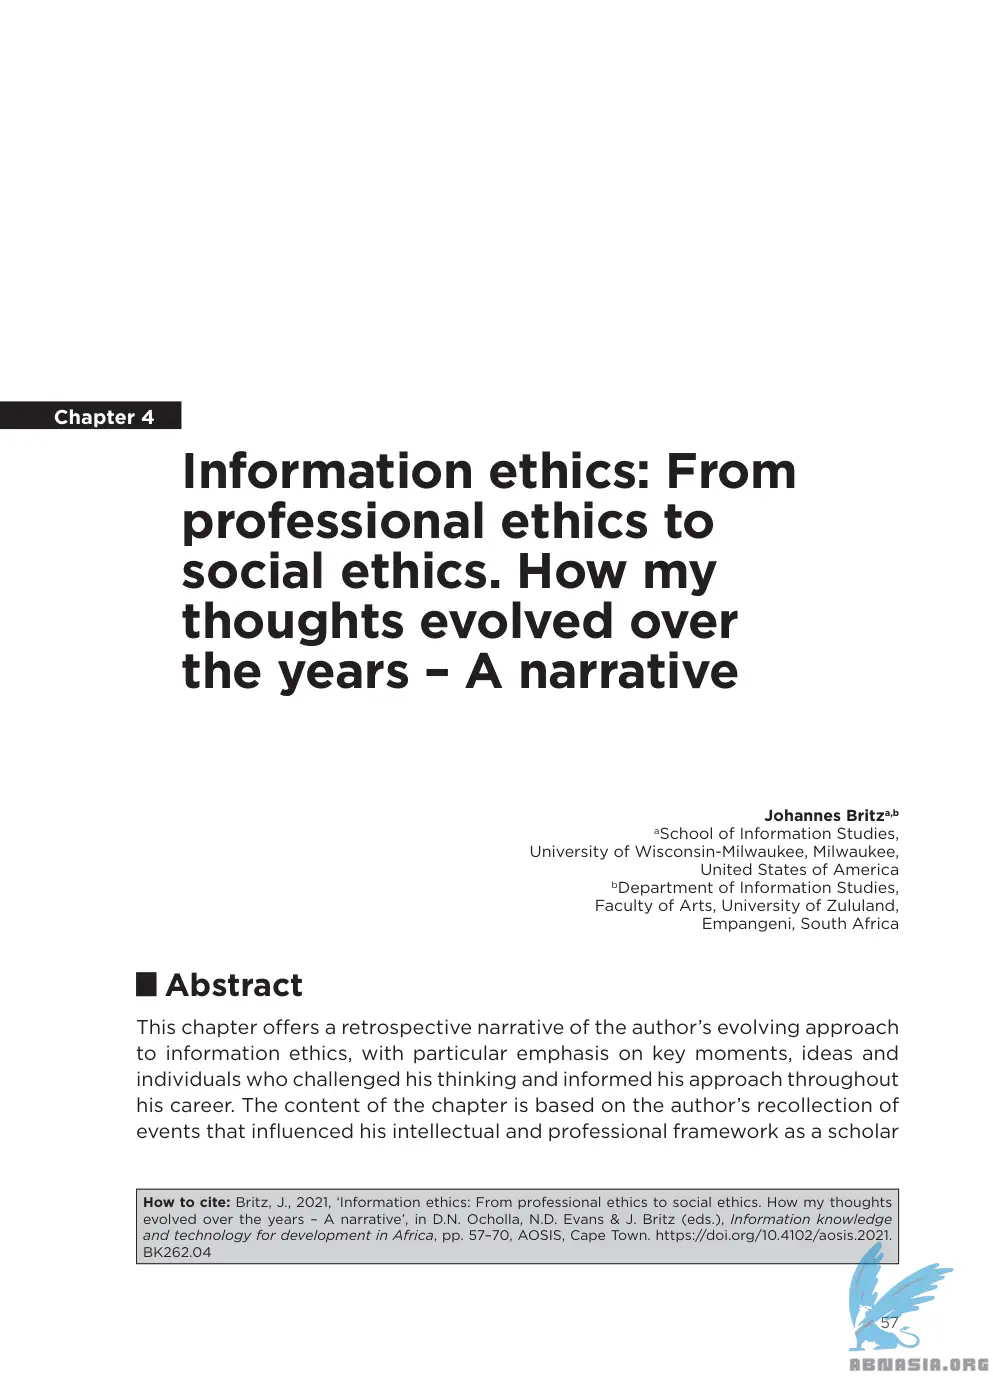 Chapter 4
Information ethics: From
professional ethics to
social ethics. How my
thoughts evolved over
the years – A narrative
Johannes Britzᵃ,ᵇ
ᵃSchool of Information Studies,
University of Wisconsin-Milwaukee, Milwaukee,
United States of America
ᵇDepartment of Information Studies,
Faculty of Arts, University of Zululand,
Empangeni, South Africa
Abstract
This chapter offers a retrospective narrative of the author’s evolving approach
to information ethics, with particular emphasis on key moments, ideas and
individuals who challenged his thinking and informed his approach throughout
his career. The content of the chapter is based on the author’s recollection of
events that influenced his intellectual and professional framework as a scholar
How to cite: Britz, J., 2021, ‘Information ethics: From professional ethics to social ethics. How my thoughts
evolved over the years – A narrative’, in D.N. Ocholla, N.D. Evans & J. Britz (eds.), Information knowledge
and technology for development in Africa, pp. 57–70, AOSIS, Cape Town. https://doi.org/10.4102/aosis.2021.
BK262.04
57
ABNASIA.ORG